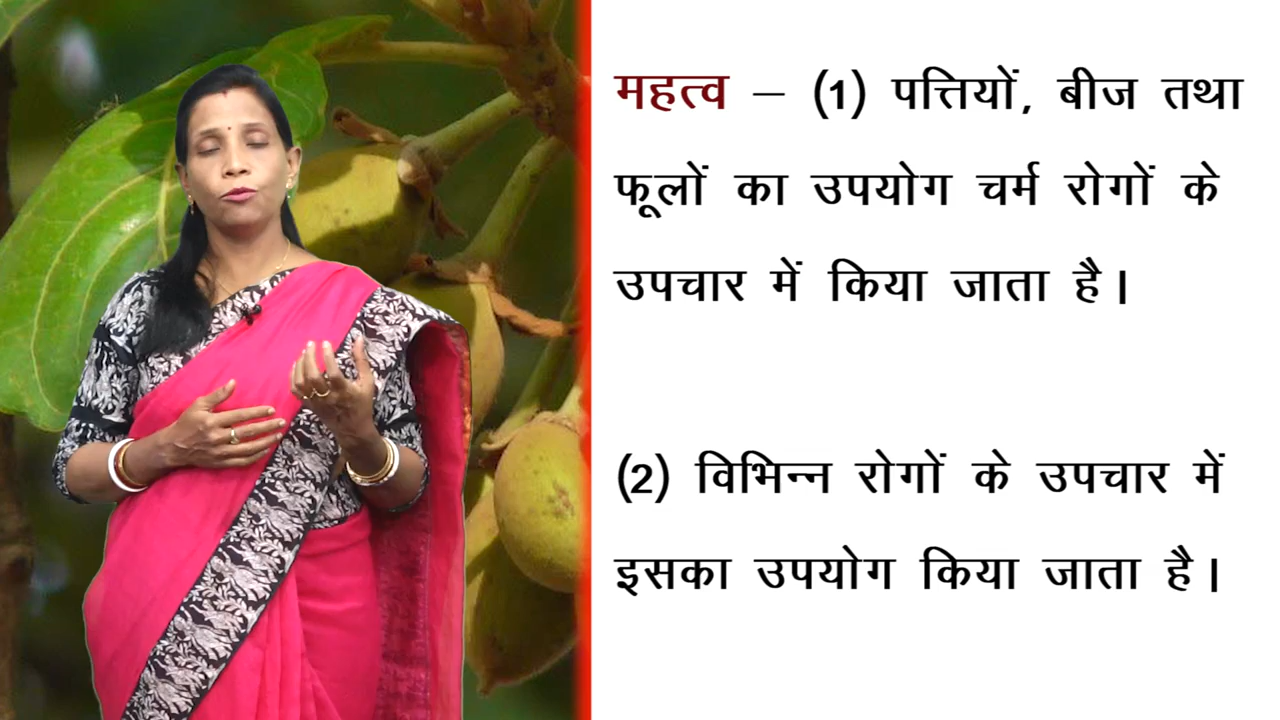 महत्व – (1) पत्तियों, बीज तथा
फूलों का उपयोग चर्म रोगों के
उपचार में किया जाता है।
(2) विभिन्न रोगों के उपचार में
इसका उपयोग किया जाता है।